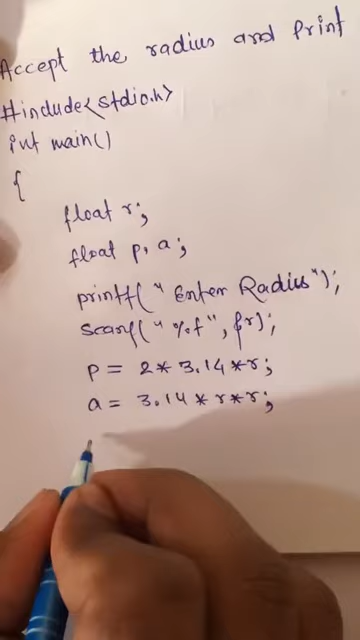 Accept the radius and Print
#include<stdio.h>
int main()
{
float r;
float p, a;
printf("Enter Radius");
scanf("%f", &r);
p = 2*3.14*r;
a = 3.14*r*r;